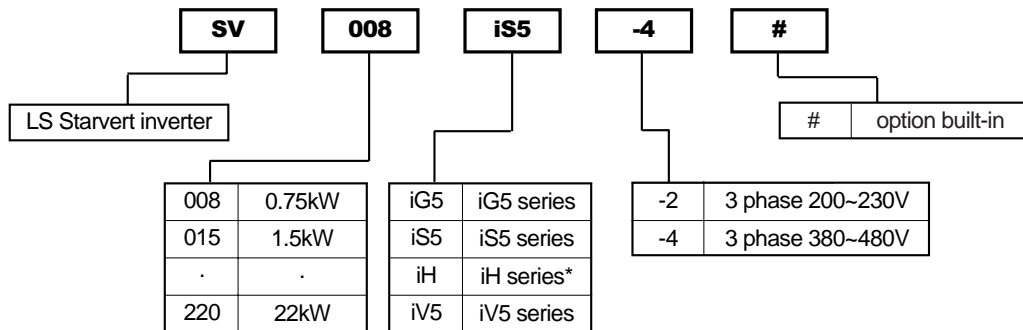 SV 008 iS5 -4 #
LS Starvert inverter
# option built-in
008 0.75kW
015 1.5kW
· ·
220 22kW
iG5 iG5 series
iS5 iS5 series
iH iH series*
iV5 iV5 series
-2 3 phase 200~230V
-4 3 phase 380~480V